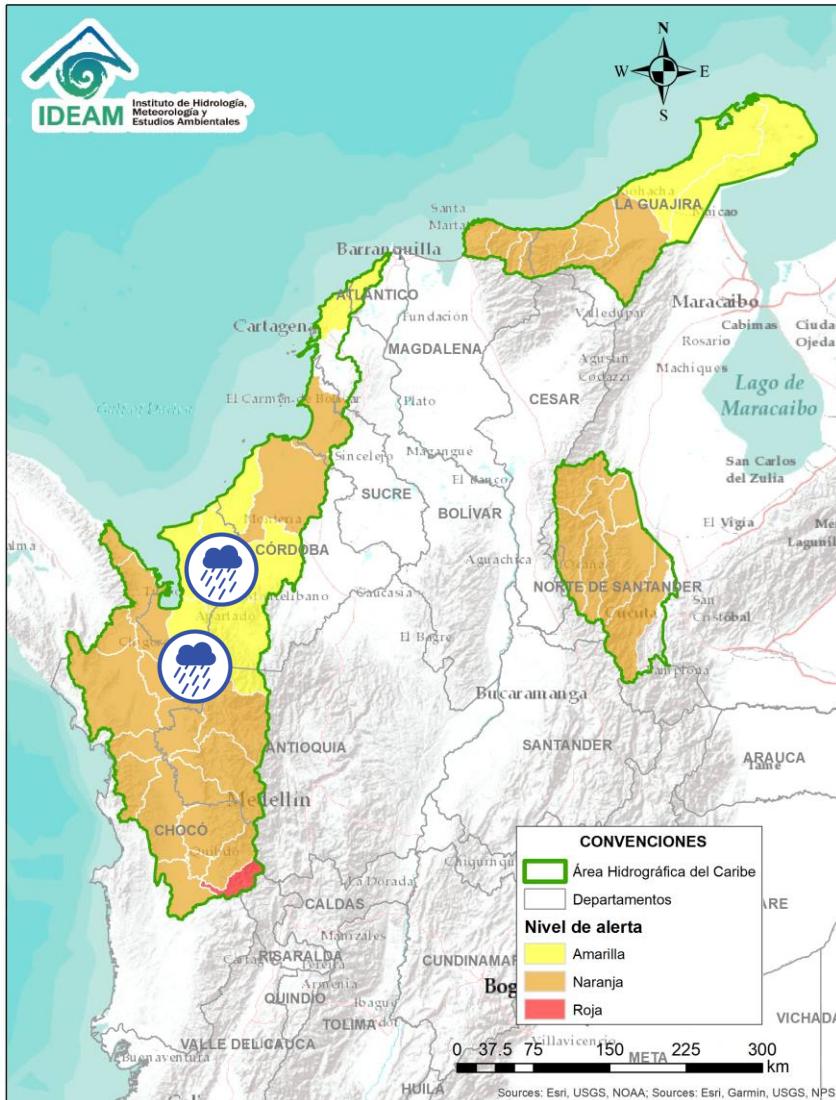 IDEAM
Instituto de Hidrología,
Meteorología y
Estudios Ambientales
N
W
E
S
LA GUAJIRA
Santa
Barranquilla
Maracaibo
ATLÁNTICO
Cartagena
Fundación
Valledupar
Cabimas
Ciudad
Rosario
Ojeda
MAGDALENA
Agustín
Codazzi
Machiques
CESAR
Lago de
Maracaibo
El Carmen de Bolívar
Plato
Sincelejo
Magangué
San Carlos
del Zulia
SUCRE
El Banco
BOLÍVAR
El Vigía
Montería
CÓRDOBA
Aguachica
NORTE DE SANTANDER
Caucasia
San
Cristóbal
Cúcuta
Apartadó
El Bagre
Pamplona
Bucaramanga
ANTIOQUIA
SANTANDER
ARAUCA
Tame
Medellín
CHOCÓ
Quibdó
La Dorada
CALDAS
Manizales
RISARALDA
CUNDINAMAR
Armenia
QUINDÍO
Ibagué
TOLIMA
Bog
VICHADA
VALLE DEL CAUCA
Villavicencio
Buenaventura
META
HUILA
CONVENCIONES
Área Hidrográfica del Caribe
Departamentos
Nivel de alerta
Amarilla
Naranja
Roja
0 37.5 75 150 225 300
km
Sources: Esri, USGS, NOAA; Sources: Esri, Garmin, USGS, NPS